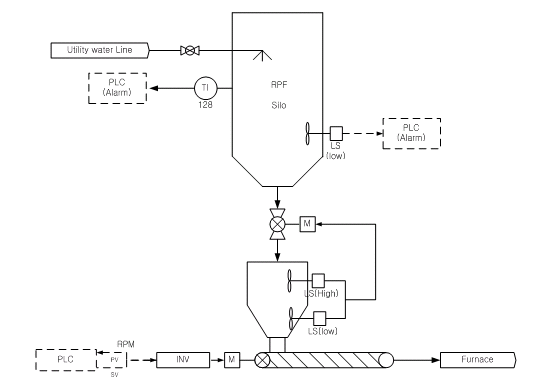 Utility water Line
PLC
(Alarm)
TI
128
RPF
Silo
LS
(low)
PLC
(Alarm)
M
LS(High)
LS(low)
RPM
PLC
PV
SV
INV
M
Furnace